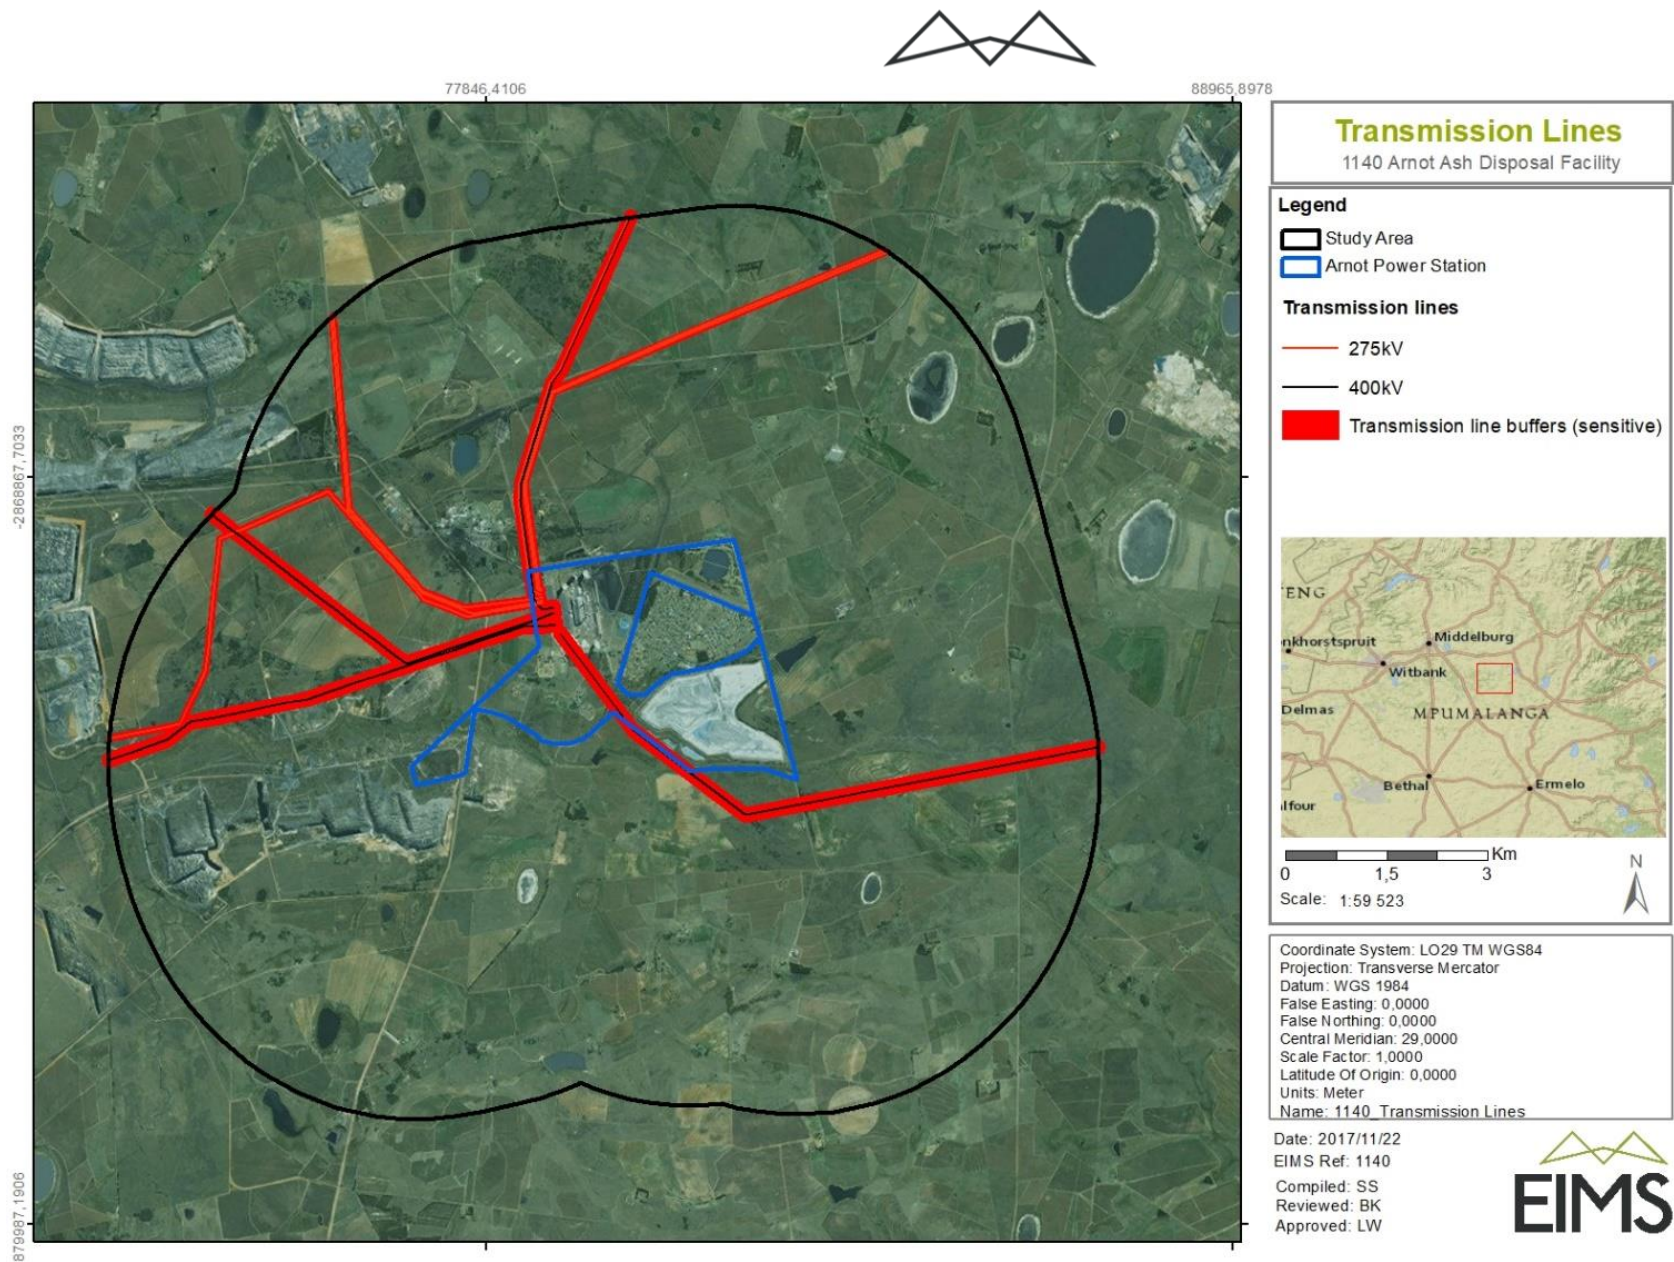 77846,4106
88965,8978
-2868867,7033
879987,1906
Transmission Lines
1140 Arnot Ash Disposal Facility
Legend
Study Area
Arnot Power Station
Transmission lines
275kV
400kV
Transmission line buffers (sensitive)
TENG
nkhorstspruit
Middelburg
Witbank
Delmas
MPUMALANGA
Bethal
Ermelo
lfour
Km
0 1,5 3
N
Scale: 1:59 523
Coordinate System: LO29 TM WGS84
Projection: Transverse Mercator
Datum: WGS 1984
False Easting: 0,0000
False Northing: 0,0000
Central Meridian: 29,0000
Scale Factor: 1,0000
Latitude Of Origin: 0,0000
Units: Meter
Name: 1140_Transmission Lines
Date: 2017/11/22
EIMS Ref: 1140
Compiled: SS
Reviewed: BK
Approved: LW
EIMS